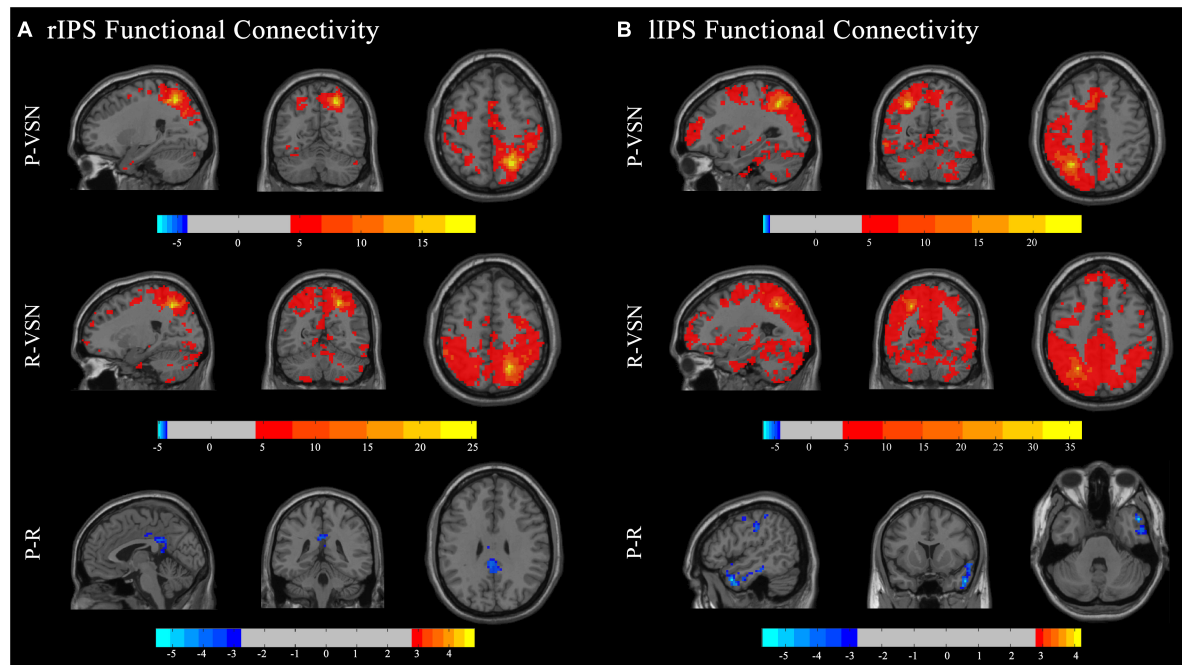 A rIPS Functional Connectivity
P-VSN
-5 0 5 10 15
R-VSN
-5 0 5 10 15 20 25
P-R
-5 -4 -3 -2 -1 0 1 2 3 4
B lIPS Functional Connectivity
P-VSN
0 5 10 15 20
R-VSN
-5 0 5 10 15 20 25 30 35
P-R
-5 -4 -3 -2 -1 0 1 2 3 4